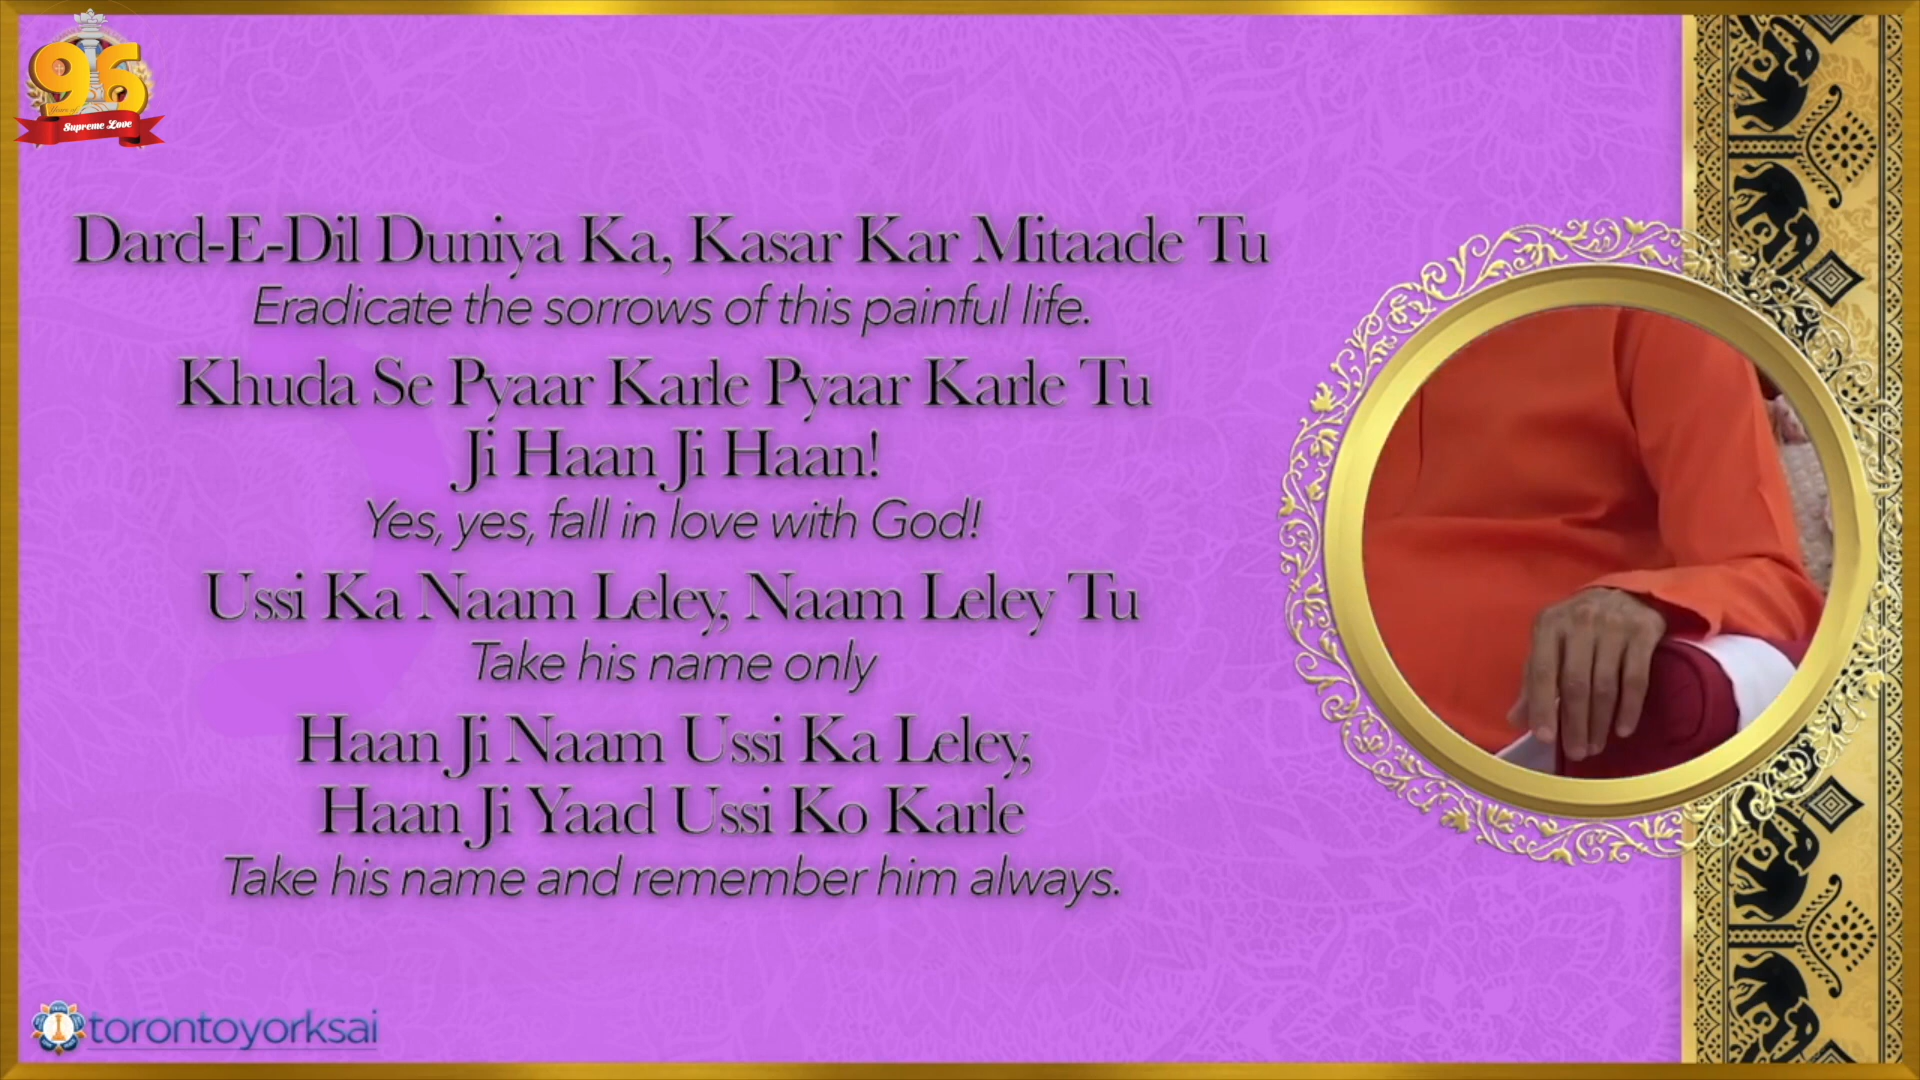 96
Years of
Supreme Love
Dard-E-Dil Duniya Ka, Kasar Kar Mitaade Tu
Eradicate the sorrows of this painful life.
Khuda Se Pyaar Karle Pyaar Karle Tu
Ji Haan Ji Haan!
Yes, yes, fall in love with God!
Ussi Ka Naam Leley, Naam Leley Tu
Take his name only
Haan Ji Naam Ussi Ka Leley,
Haan Ji Yaad Ussi Ko Karle
Take his name and remember him always.
torontoyorksai